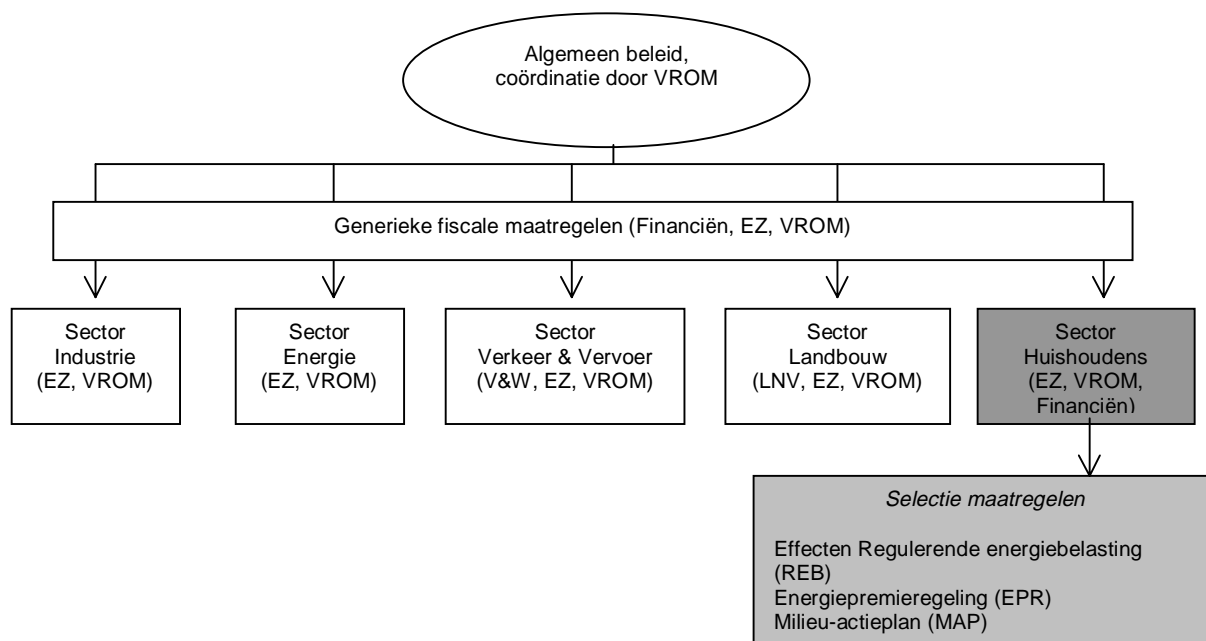 Algemeen beleid,
coördinatie door VROM
Generieke fiscale maatregelen (Financiën, EZ, VROM)
Sector
Industrie
(EZ, VROM)
Sector
Energie
(EZ, VROM)
Sector
Verkeer & Vervoer
(V&W, EZ, VROM)
Sector
Landbouw
(LNV, EZ, VROM)
Sector
Huishoudens
(EZ, VROM,
Financiën)
Selectie maatregelen
Effecten Regulerende energiebelasting
(REB)
Energiepremieregeling (EPR)
Milieu-actieplan (MAP)